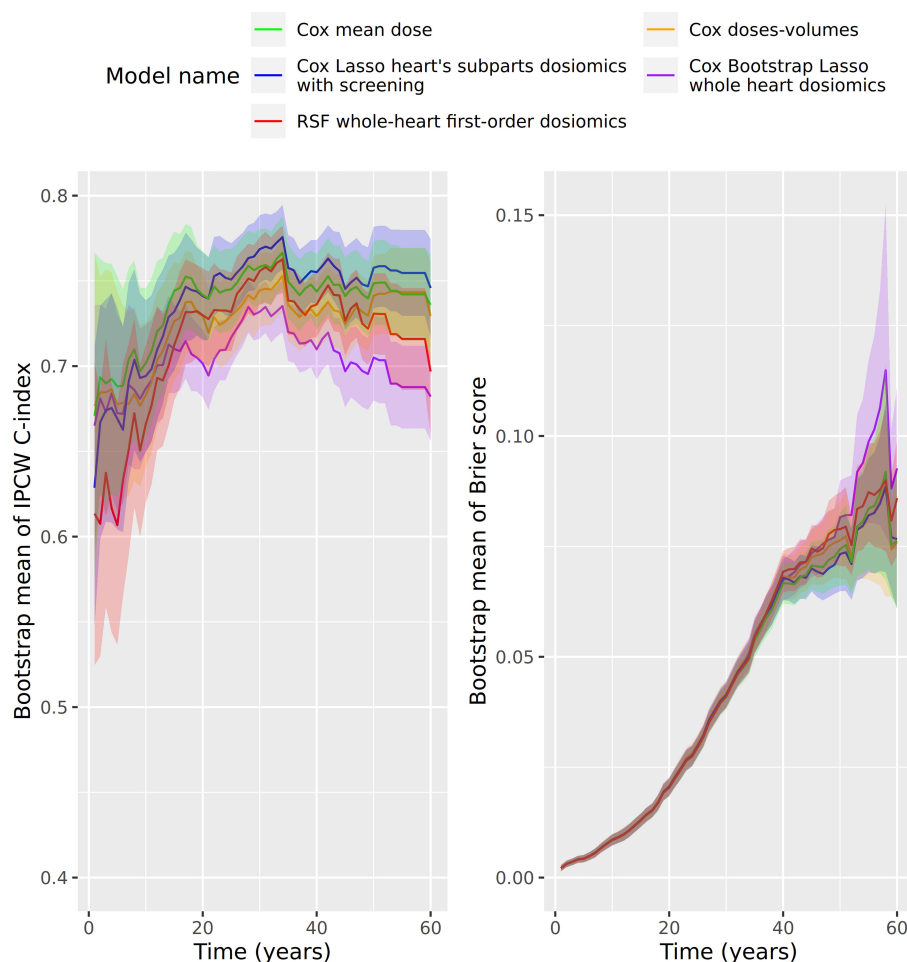 Model name
Cox mean dose
Cox Lasso heart's subparts dosiomics
with screening
RSF whole-heart first-order dosiomics
Cox doses-volumes
Cox Bootstrap Lasso
whole heart dosiomics
Bootstrap mean of IPCW C-index
0.8
0.7
0.6
0.5
0.4
0 20 40 60
Time (years)
Bootstrap mean of Brier score
0.15
0.10
0.05
0.00
0 20 40 60
Time (years)